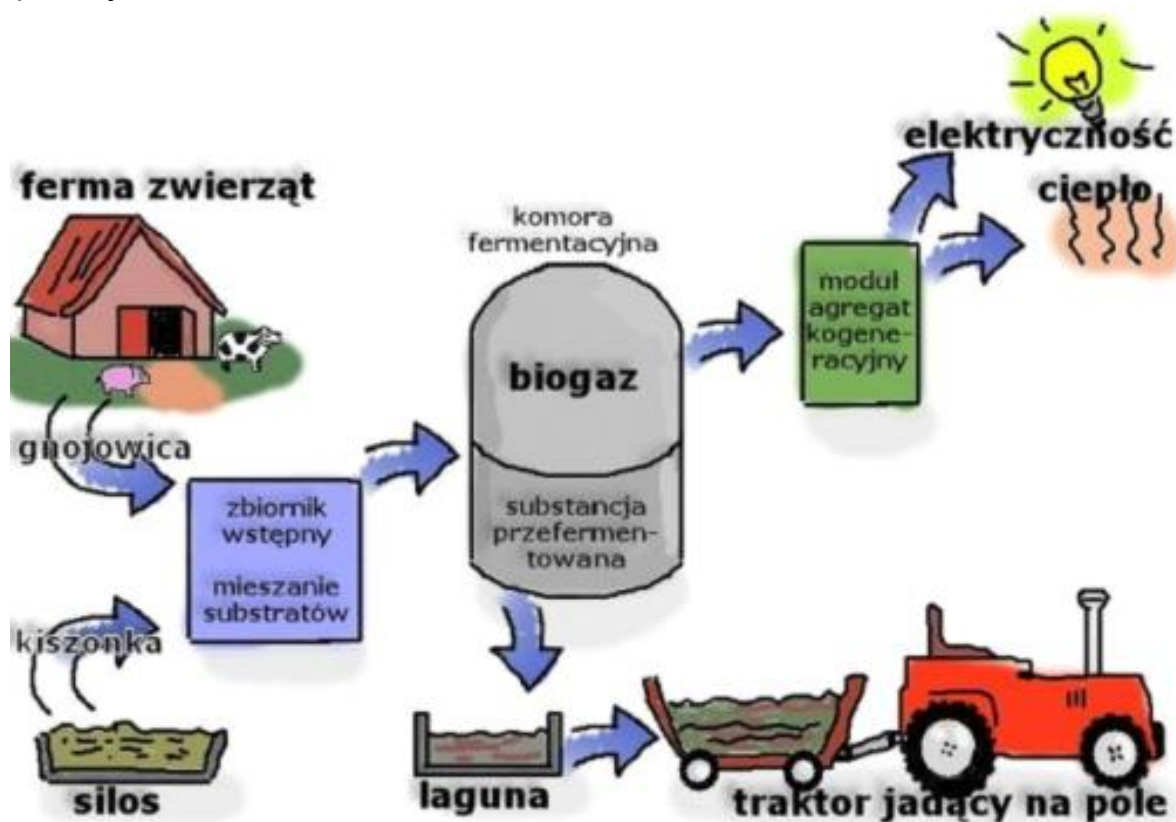 elektryczność
ciepło
ferma zwierząt
komora
fermentacyjna
moduł
agregat
kogene-
racyjny
biogaz
gnojowica
zbiornik
wstępny
mieszanie
substratów
substancja
przefermen-
towana
kiszonka
silos
laguna
traktor jadący na pole